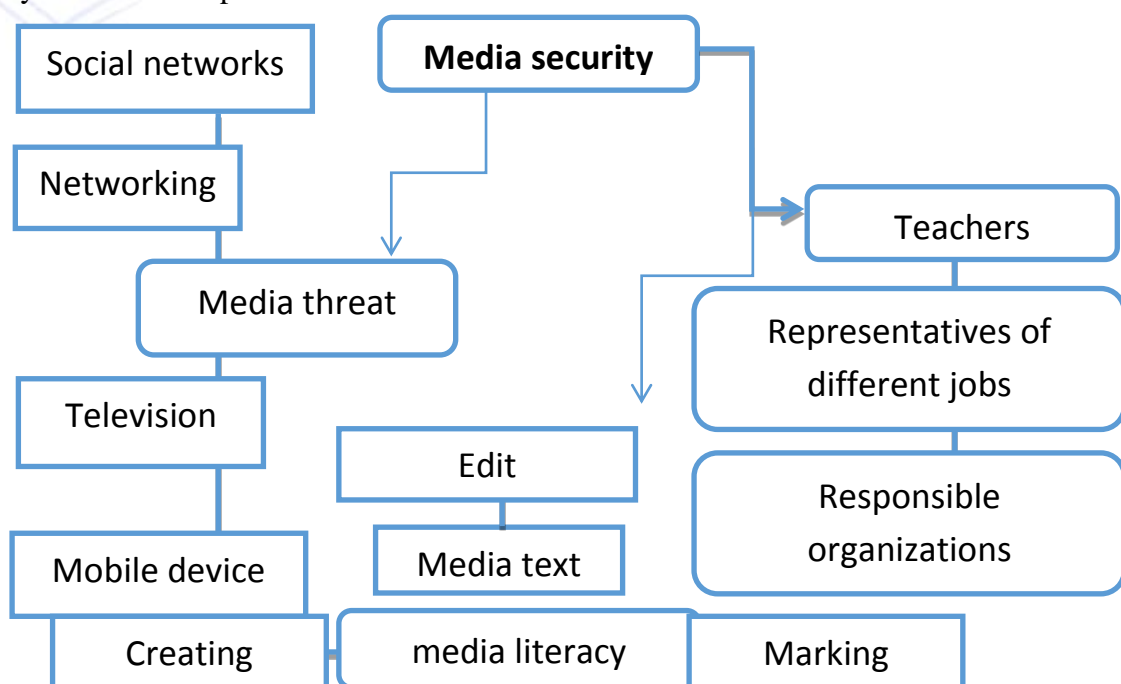 Social networks
Media security
Networking
Teachers
Media threat
Representatives of
different jobs
Television
Edit
Responsible
organizations
Media text
Mobile device
Creating
media literacy
Marking